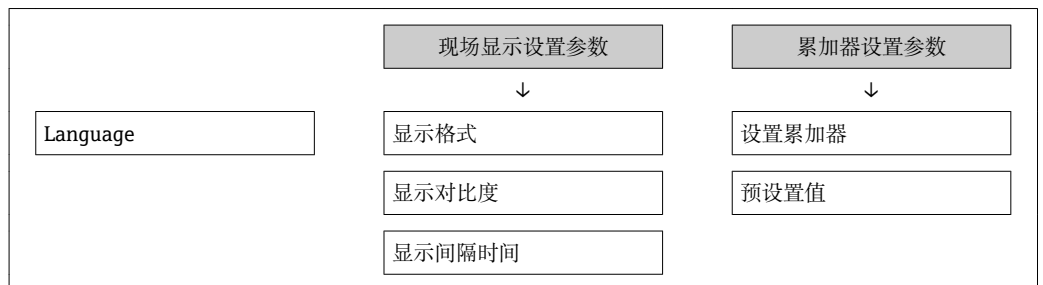 现场显示设置参数
累加器设置参数
↓
↓
Language
显示格式
设置累加器
显示对比度
预设置值
显示间隔时间